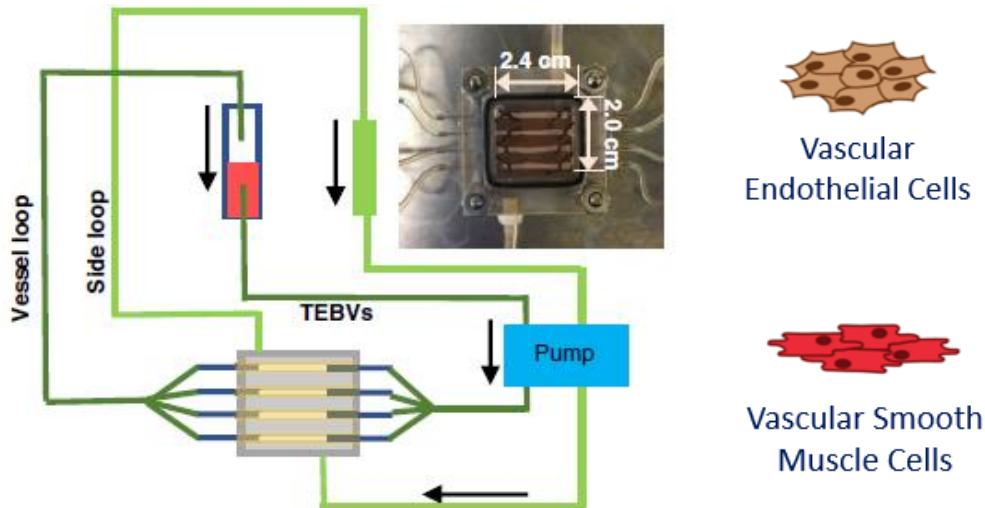 Vessel loop
Side loop
2.4 cm
2.0 cm
TEBVs
Pump
Vascular
Endothelial Cells
Vascular Smooth
Muscle Cells